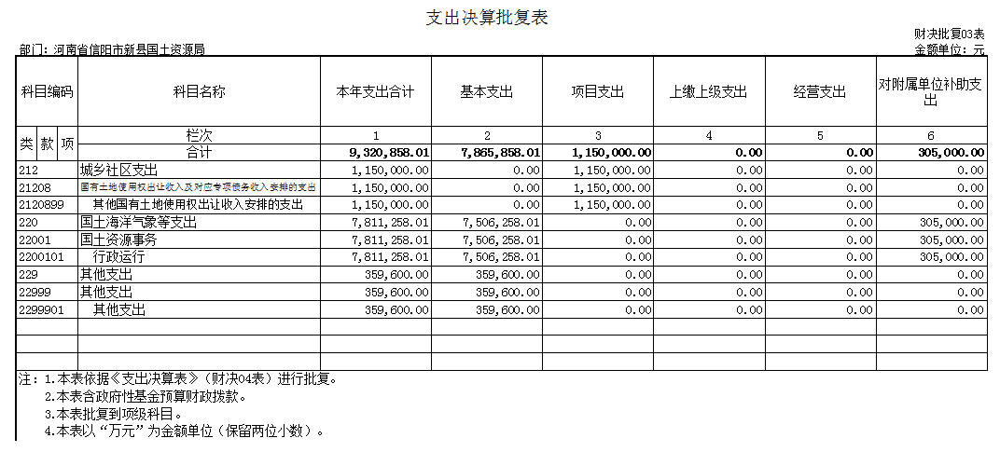 支出决算批复表
财决批复03表
部门：河南省信阳市新县国土资源局 金额单位：元
科目编码 科目名称 本年支出合计 基本支出 项目支出 上缴上级支出 经营支出 对附属单位补助支出
类 款 项 栏次 1 2 3 4 5 6
合计 9,320,858.01 7,865,858.01 1,150,000.00 0.00 0.00 305,000.00
212 城乡社区支出 1,150,000.00 0.00 1,150,000.00 0.00 0.00 0.00
21208 国有土地使用权出让收入及对应专项债务收入安排的支出 1,150,000.00 0.00 1,150,000.00 0.00 0.00 0.00
2120899 其他国有土地使用权出让收入安排的支出 1,150,000.00 0.00 1,150,000.00 0.00 0.00 0.00
220 国土海洋气象等支出 7,811,258.01 7,506,258.01 0.00 0.00 0.00 305,000.00
22001 国土资源事务 7,811,258.01 7,506,258.01 0.00 0.00 0.00 305,000.00
2200101 行政运行 7,811,258.01 7,506,258.01 0.00 0.00 0.00 305,000.00
229 其他支出 359,600.00 359,600.00 0.00 0.00 0.00 0.00
22999 其他支出 359,600.00 359,600.00 0.00 0.00 0.00 0.00
2299901 其他支出 359,600.00 359,600.00 0.00 0.00 0.00 0.00
注：1.本表依据《支出决算表》（财决04表）进行批复。
2.本表含政府性基金预算财政拨款。
3.本表批复到项级科目。
4.本表以“万元”为金额单位（保留两位小数）。